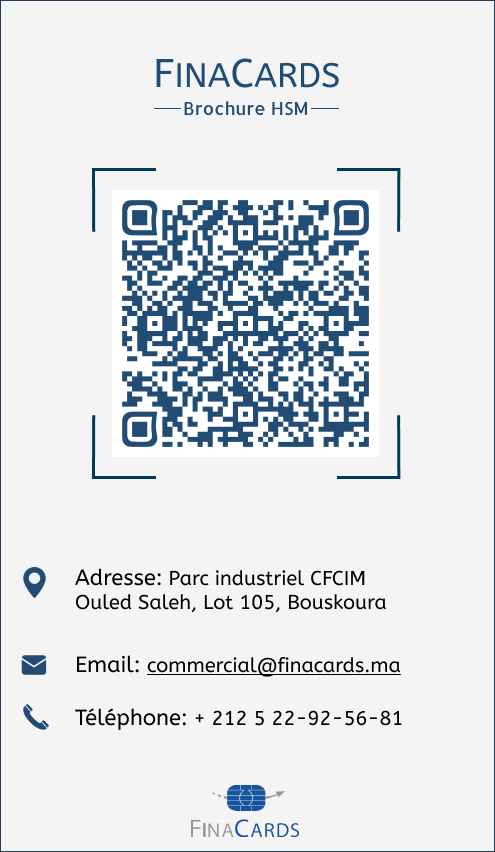 FINACARDS
Brochure HSM
Adresse: Parc industriel CFCIM
Ouled Saleh, Lot 105, Bouskoura
Email: commercial@finacards.ma
Téléphone: + 212 5 22-92-56-81
FINACARDS